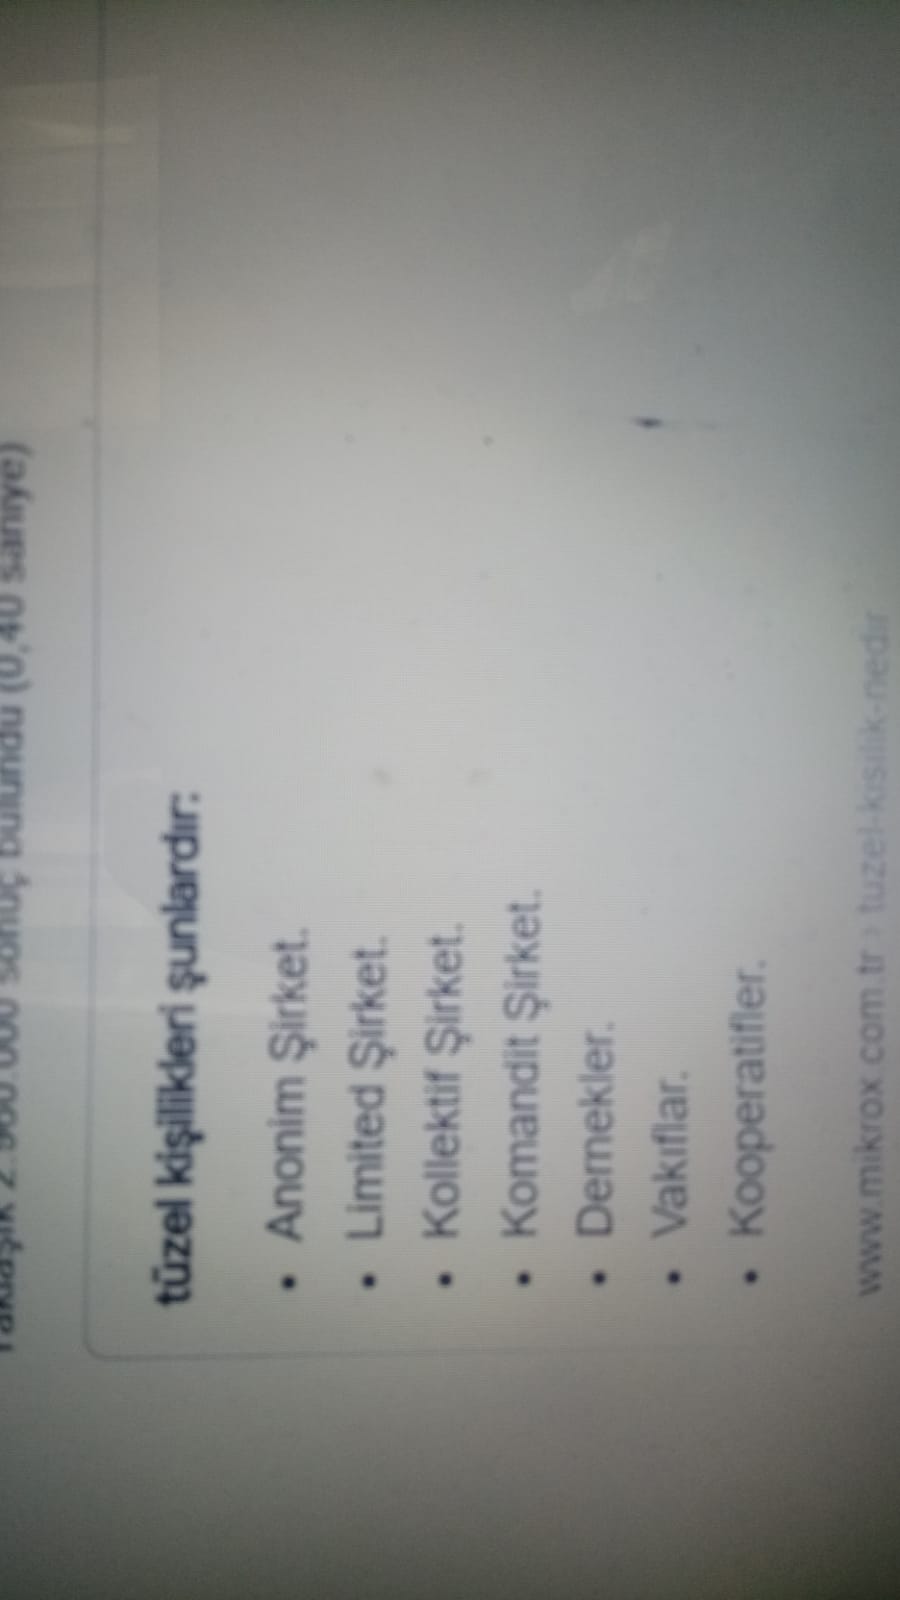 Yaklaşık 2.960.000 sonuç bulundu (0,40 saniye)
tüzel kişilikleri şunlardır:
• Anonim Şirket.
• Limited Şirket.
• Kollektif Şirket.
• Komandit Şirket.
• Dernekler.
• Vakıflar.
• Kooperatifler.
www.mikrox.com.tr › tuzel-kisilik-nedir